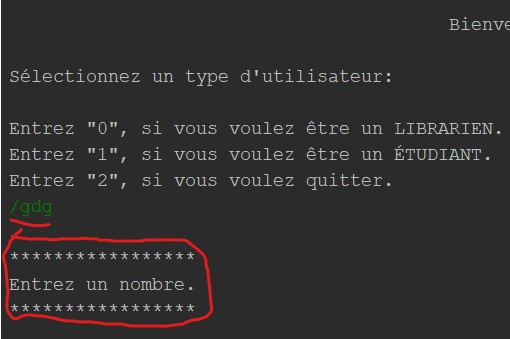 Bienve
Sélectionnez un type d'utilisateur:
Entrez "0", si vous voulez être un LIBRARIEN.
Entrez "1", si vous voulez être un ÉTUDIANT.
Entrez "2", si vous voulez quitter.
/gdg
*****************
Entrez un nombre.
*****************